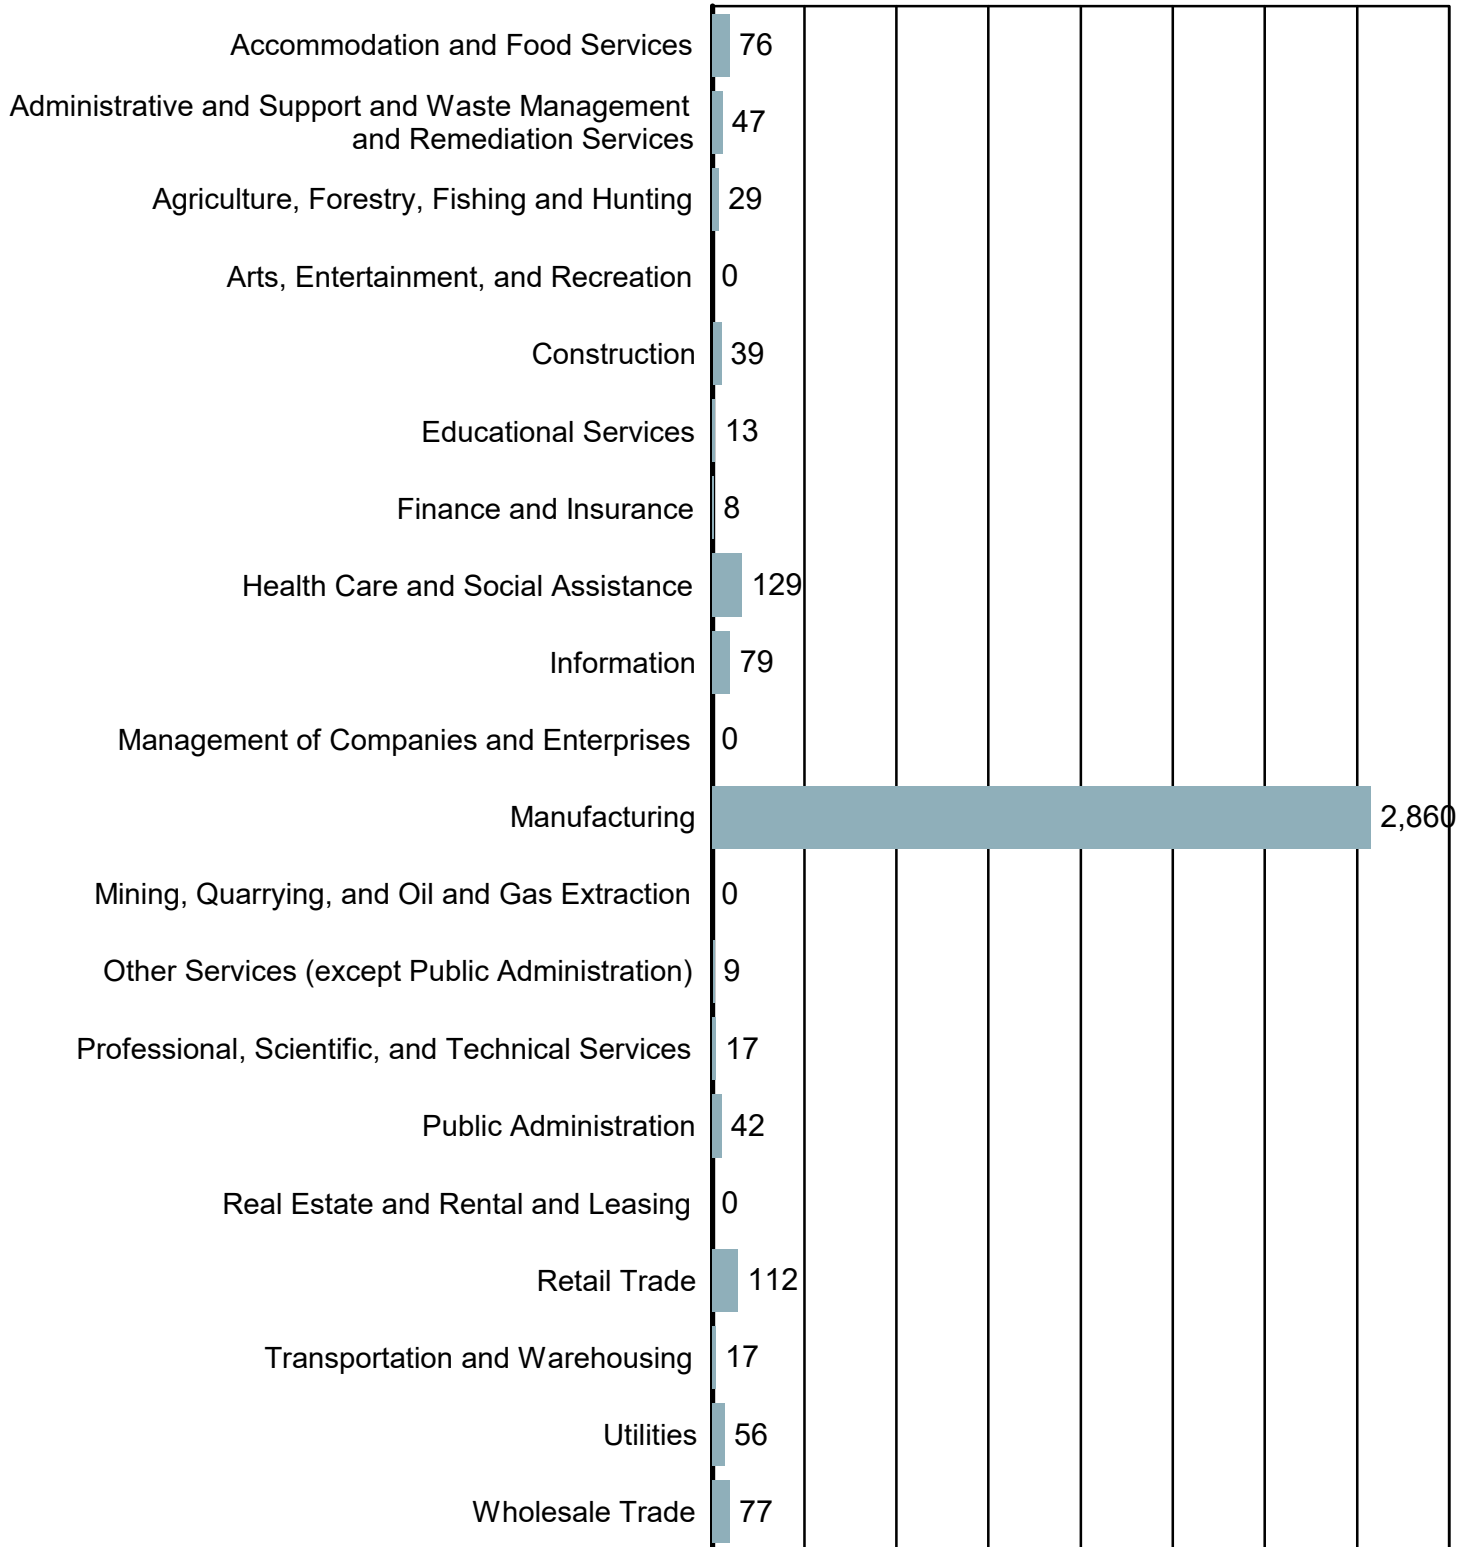 Accommodation and Food Services 76
Administrative and Support and Waste Management
and Remediation Services 47
Agriculture, Forestry, Fishing and Hunting 29
Arts, Entertainment, and Recreation 0
Construction 39
Educational Services 13
Finance and Insurance 8
Health Care and Social Assistance 129
Information 79
Management of Companies and Enterprises 0
Manufacturing 2,860
Mining, Quarrying, and Oil and Gas Extraction 0
Other Services (except Public Administration) 9
Professional, Scientific, and Technical Services 17
Public Administration 42
Real Estate and Rental and Leasing 0
Retail Trade 112
Transportation and Warehousing 17
Utilities 56
Wholesale Trade 77